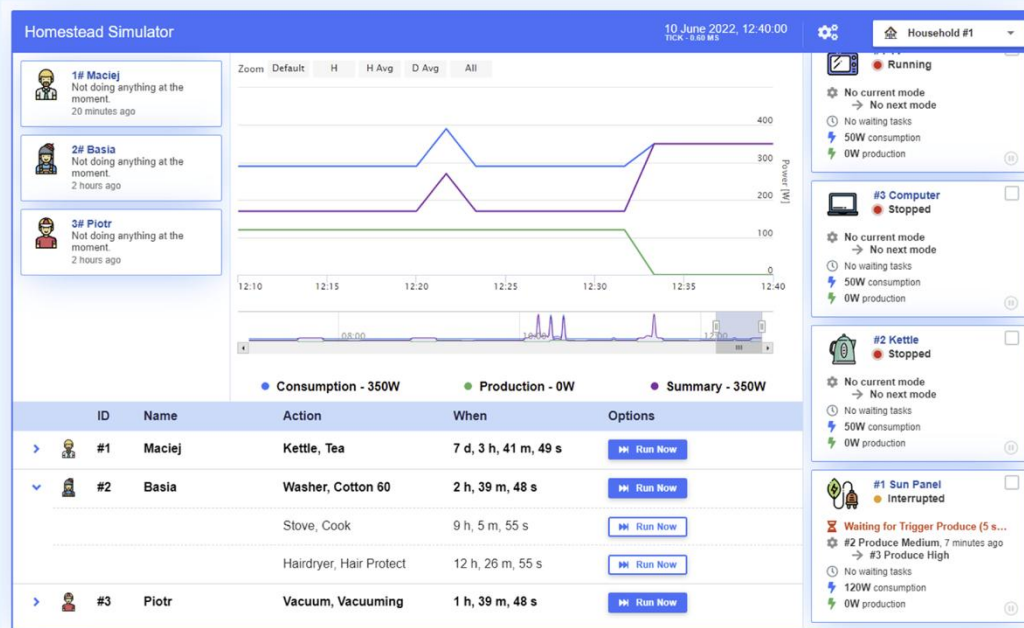 Homestead Simulator
10 June 2022, 12:40:00
TICK - 0.60 MS
Household #1
1# Maciej
Not doing anything at the
moment.
20 minutes ago
2# Basia
Not doing anything at the
moment.
2 hours ago
3# Piotr
Not doing anything at the
moment.
2 hours ago
Zoom Default H H Avg D Avg All
400
300
200
100
0
Power [W]
12:10 12:15 12:20 12:25 12:30 12:35 12:40
08:00
Consumption - 350W Production - 0W Summary - 350W
ID Name Action When Options
#1 Maciej Kettle, Tea 7 d, 3 h, 41 m, 49 s Run Now
#2 Basia Washer, Cotton 60 2 h, 39 m, 48 s Run Now
Stove, Cook 9 h, 5 m, 55 s Run Now
Hairdryer, Hair Protect 12 h, 26 m, 55 s Run Now
#3 Piotr Vacuum, Vacuuming 1 h, 39 m, 48 s Run Now
Running
No current mode
No next mode
No waiting tasks
50W consumption
0W production
#3 Computer
Stopped
No current mode
No next mode
No waiting tasks
50W consumption
0W production
#2 Kettle
Stopped
No current mode
No next mode
No waiting tasks
50W consumption
0W production
#1 Sun Panel
Interrupted
Waiting for Trigger Produce (5 s...
#2 Produce Medium, 7 minutes ago
#3 Produce High
No waiting tasks
120W consumption
0W production